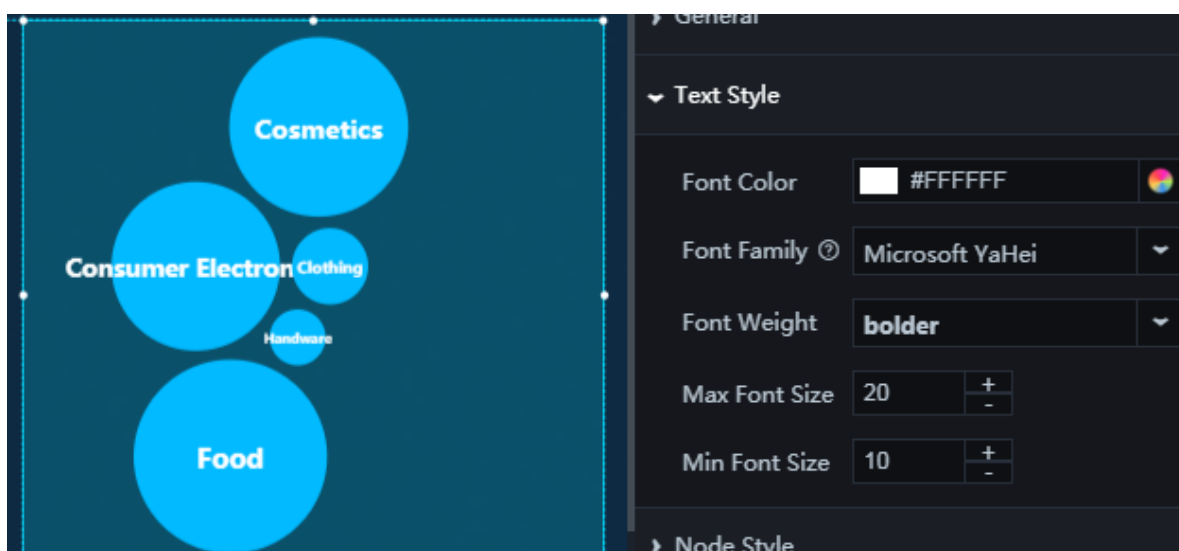 Cosmetics
Consumer Electron
Clothing
Handware
Food
General
Text Style
Font Color
#FFFFFF
Font Family
Microsoft YaHei
Font Weight
bolder
Max Font Size
20
+
-
Min Font Size
10
+
-
Node Style